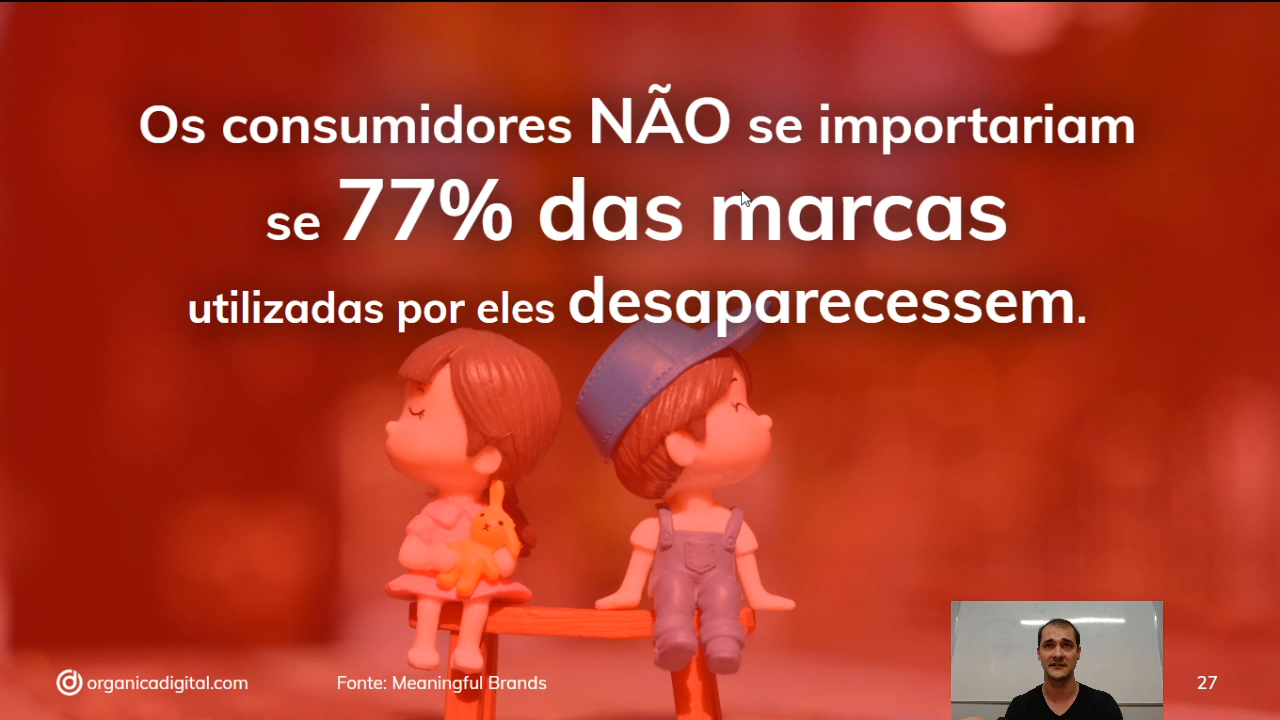 Os consumidores NÃO se importariam
se 77% das marcas
utilizadas por eles desaparecessem.
organicadigital.com
Fonte: Meaningful Brands
27